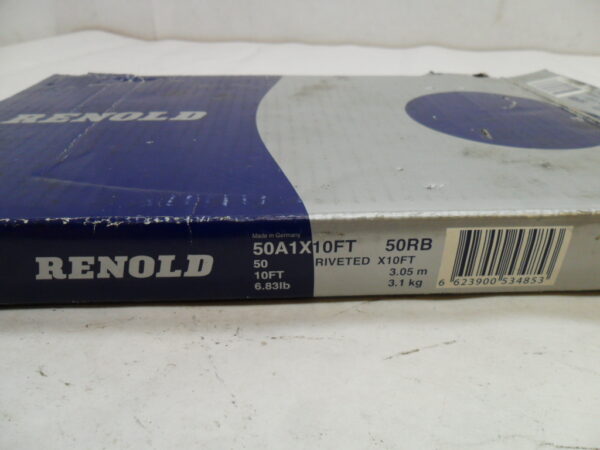 RENOLD
RENOLD
Made in Germany
50A1X10FT 50RB
50 RIVETED X10FT
10FT 3.05 m
6.83lb 3.1 kg
6 623900 534853